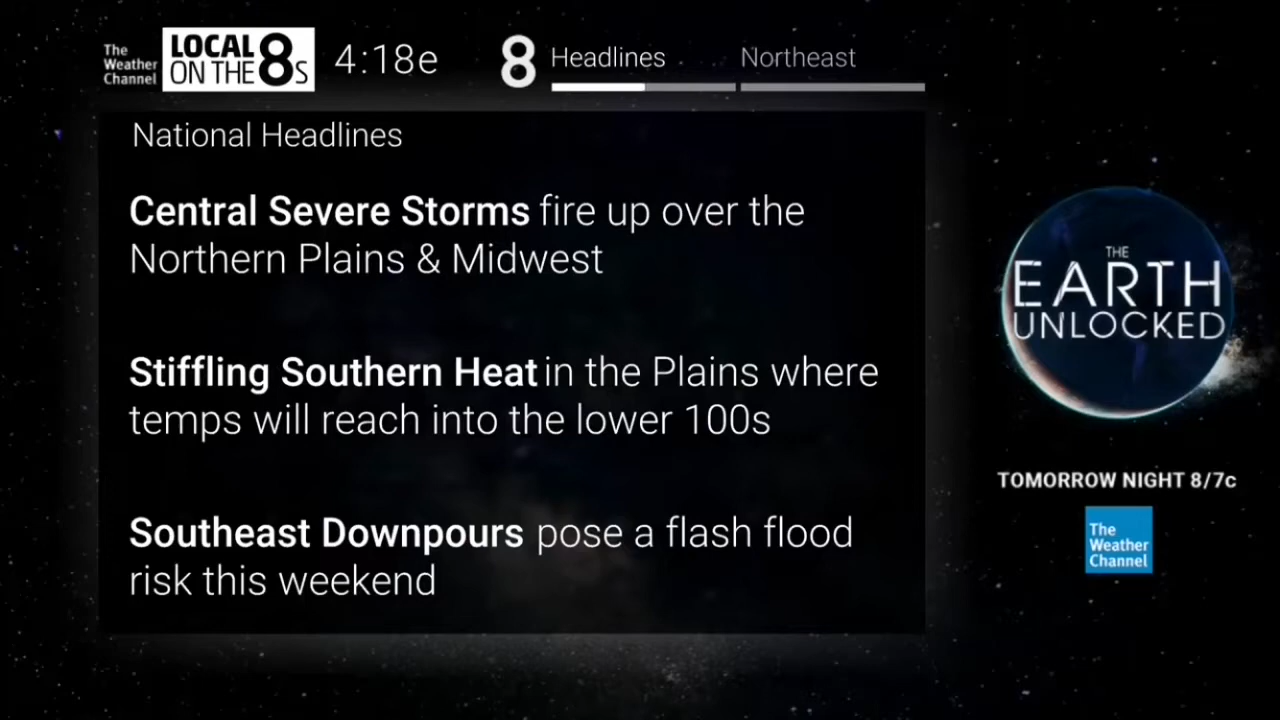 The
Weather
Channel
LOCAL
ON THE 8s
4:18e
8
Headlines
Northeast
National Headlines
Central Severe Storms fire up over the
Northern Plains & Midwest
Stiffling Southern Heat in the Plains where
temps will reach into the lower 100s
Southeast Downpours pose a flash flood
risk this weekend
THE
EARTH
UNLOCKED
TOMORROW NIGHT 8/7c
The
Weather
Channel